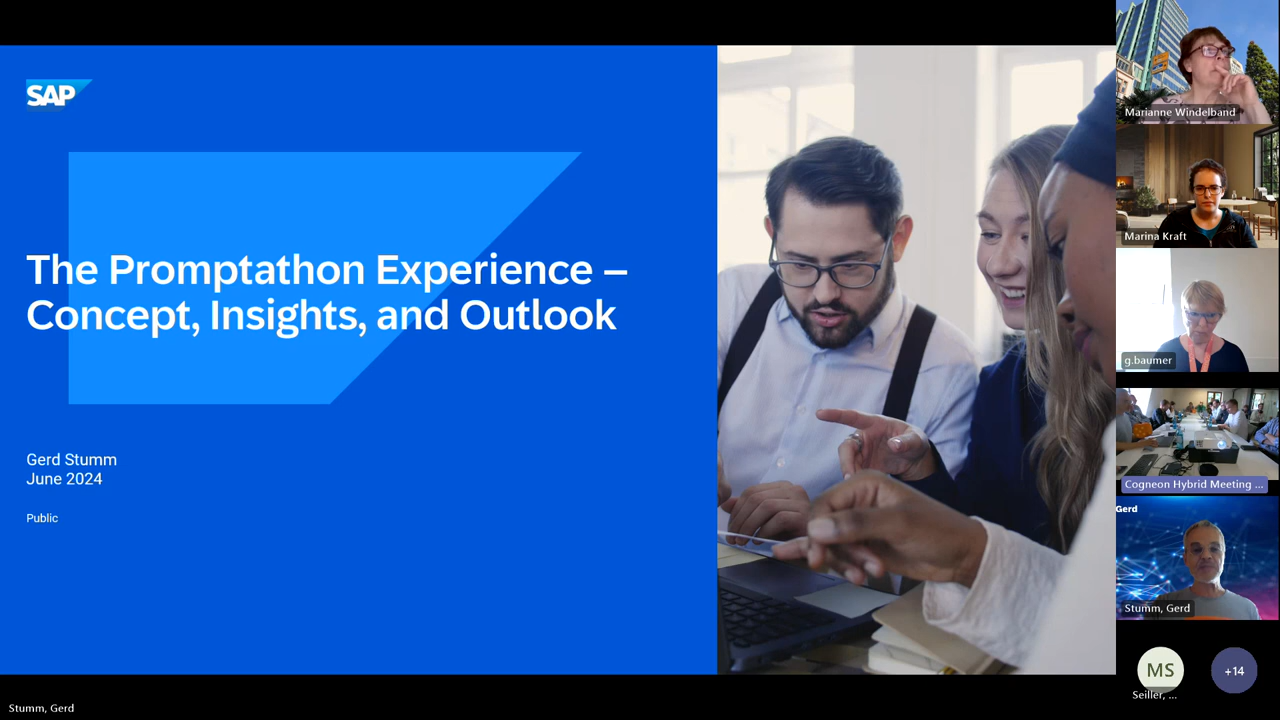 SAP
The Promptathon Experience –
Concept, Insights, and Outlook
Gerd Stumm
June 2024
Public
Marianne Windelband
Marina Kraft
g.baumer
Cogneon Hybrid Meeting ...
Gerd
Stumm, Gerd
MS
+14
Seiller, ...
Stumm, Gerd